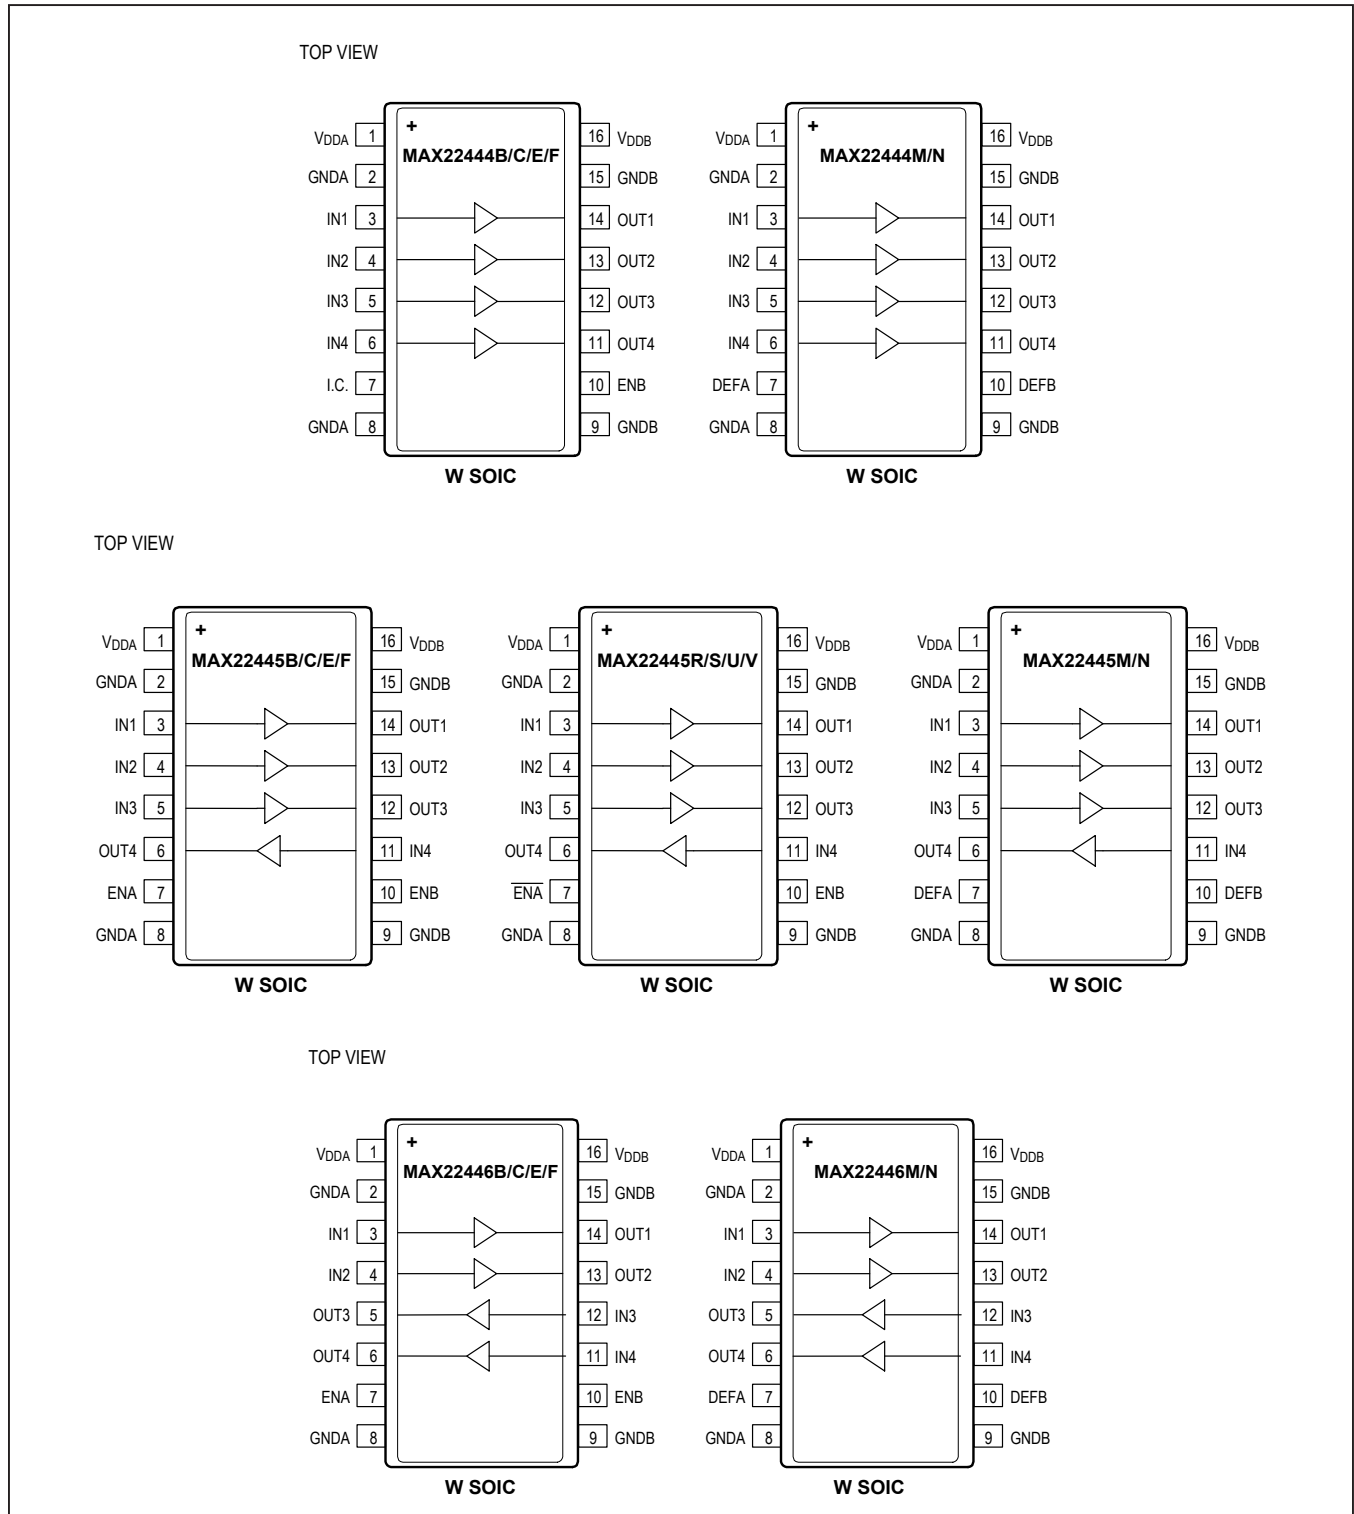 TOP VIEW
MAX22444B/C/E/F
VDDA 1 16 VDDB
GNDA 2 15 GNDB
IN1 3 14 OUT1
IN2 4 13 OUT2
IN3 5 12 OUT3
IN4 6 11 OUT4
I.C. 7 10 ENB
GNDA 8 9 GNDB
W SOIC
MAX22444M/N
VDDA 1 16 VDDB
GNDA 2 15 GNDB
IN1 3 14 OUT1
IN2 4 13 OUT2
IN3 5 12 OUT3
IN4 6 11 OUT4
DEFA 7 10 DEFB
GNDA 8 9 GNDB
W SOIC
TOP VIEW
MAX22445B/C/E/F
VDDA 1 16 VDDB
GNDA 2 15 GNDB
IN1 3 14 OUT1
IN2 4 13 OUT2
IN3 5 12 OUT3
OUT4 6 11 IN4
ENA 7 10 ENB
GNDA 8 9 GNDB
W SOIC
MAX22445R/S/U/V
VDDA 1 16 VDDB
GNDA 2 15 GNDB
IN1 3 14 OUT1
IN2 4 13 OUT2
IN3 5 12 OUT3
OUT4 6 11 IN4
E̅N̅A̅ 7 10 ENB
GNDA 8 9 GNDB
W SOIC
MAX22445M/N
VDDA 1 16 VDDB
GNDA 2 15 GNDB
IN1 3 14 OUT1
IN2 4 13 OUT2
IN3 5 12 OUT3
OUT4 6 11 IN4
DEFA 7 10 DEFB
GNDA 8 9 GNDB
W SOIC
TOP VIEW
MAX22446B/C/E/F
VDDA 1 16 VDDB
GNDA 2 15 GNDB
IN1 3 14 OUT1
IN2 4 13 OUT2
OUT3 5 12 IN3
OUT4 6 11 IN4
ENA 7 10 ENB
GNDA 8 9 GNDB
W SOIC
MAX22446M/N
VDDA 1 16 VDDB
GNDA 2 15 GNDB
IN1 3 14 OUT1
IN2 4 13 OUT2
OUT3 5 12 IN3
OUT4 6 11 IN4
DEFA 7 10 DEFB
GNDA 8 9 GNDB
W SOIC